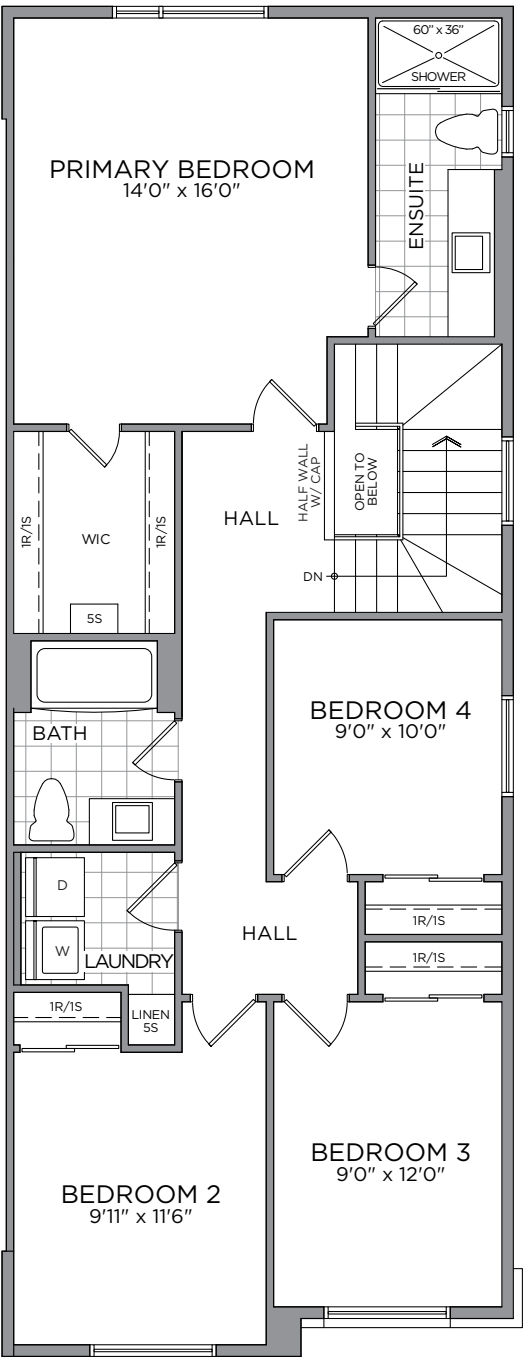 60" x 36"
SHOWER
PRIMARY BEDROOM
14'0" x 16'0"
ENSUITE
HALF WALL
W/ CAP
OPEN TO
BELOW
HALL
1R/1S
WIC
1R/1S
DN
5S
BATH
BEDROOM 4
9'0" x 10'0"
D
1R/1S
HALL
W
LAUNDRY
1R/1S
1R/1S
LINEN
5S
BEDROOM 3
9'0" x 12'0"
BEDROOM 2
9'11" x 11'6"